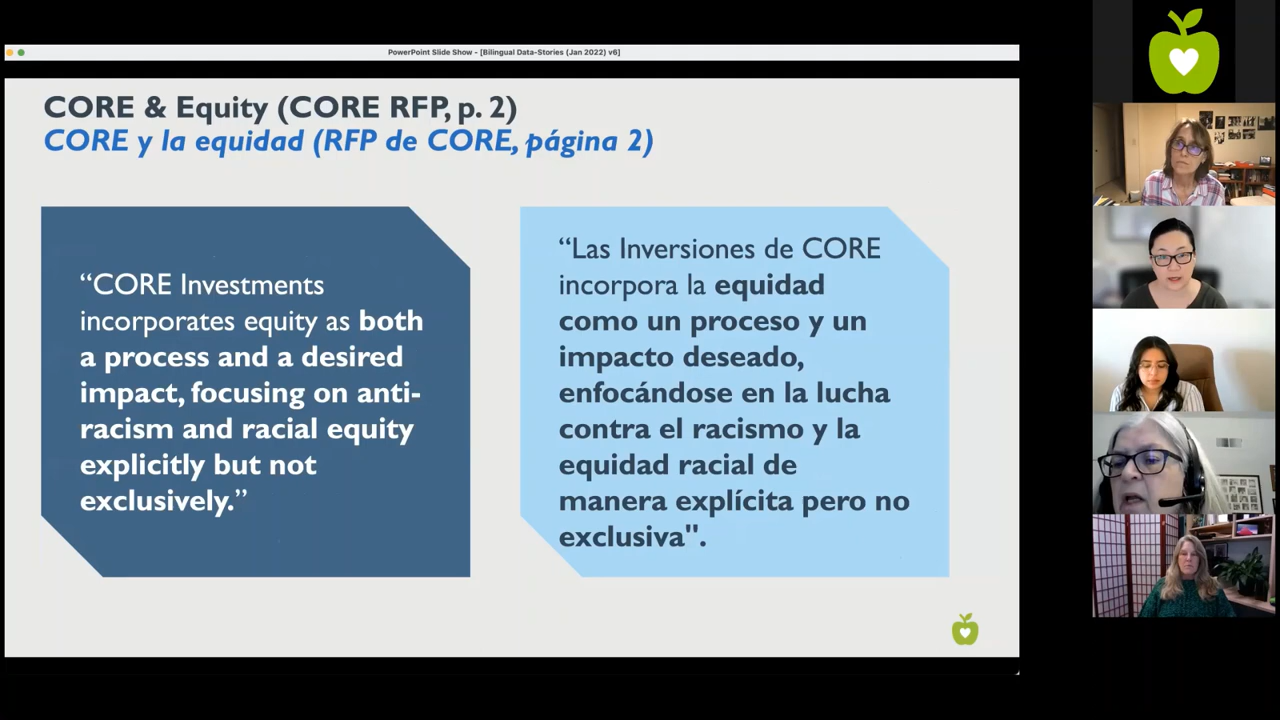 PowerPoint Slide Show - [Bilingual Data-Stories (Jan 2022) v6]
CORE & Equity (CORE RFP, p. 2)
CORE y la equidad (RFP de CORE, página 2)
“CORE Investments
incorporates equity as both
a process and a desired
impact, focusing on anti-
racism and racial equity
explicitly but not
exclusively.”
“Las Inversiones de CORE
incorpora la equidad
como un proceso y un
impacto deseado,
enfocándose en la lucha
contra el racismo y la
equidad racial de
manera explícita pero no
exclusiva".